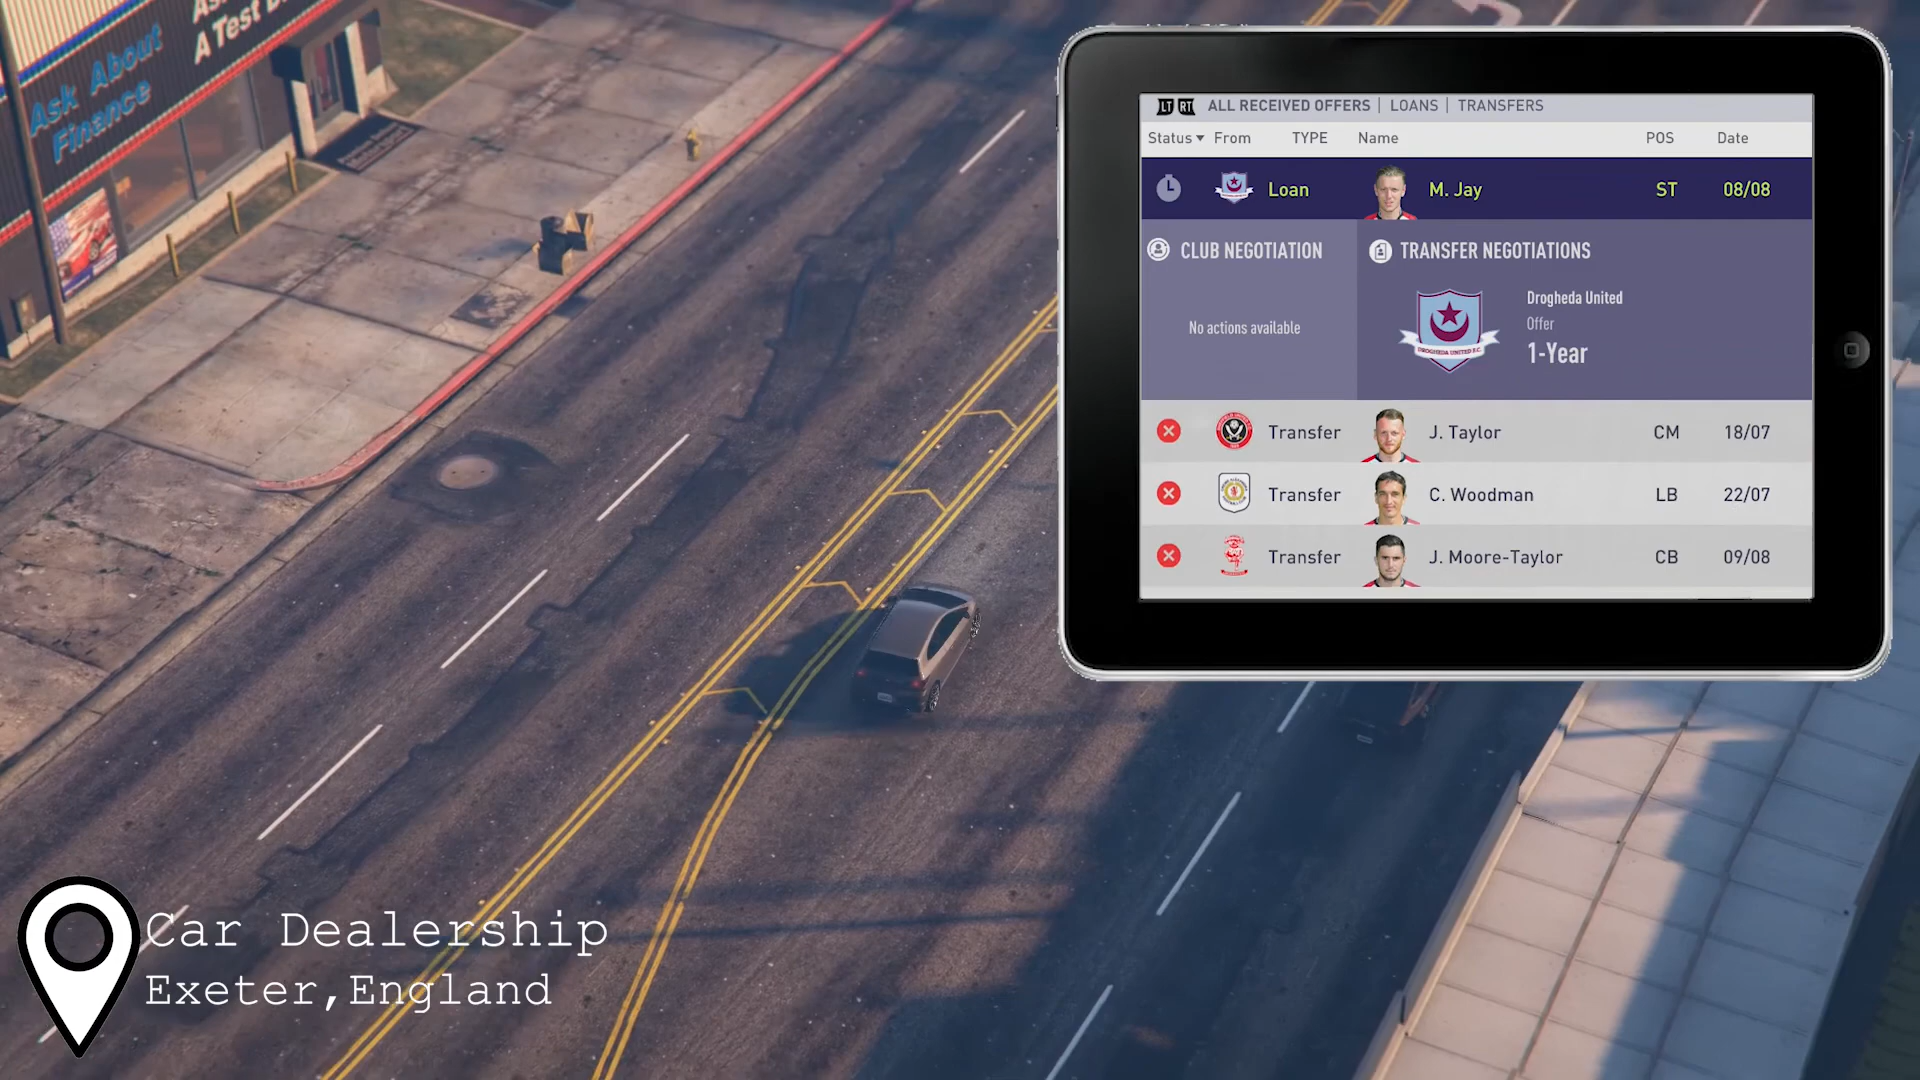 Ask About
Finance
A Test
LT RT ALL RECEIVED OFFERS | LOANS | TRANSFERS
Status From TYPE Name POS Date
Loan M. Jay ST 08/08
CLUB NEGOTIATION
No actions available
TRANSFER NEGOTIATIONS
DROGHEDA UNITED F.C.
Drogheda United
Offer
1-Year
Transfer J. Taylor CM 18/07
Transfer C. Woodman LB 22/07
Transfer J. Moore-Taylor CB 09/08
Car Dealership
Exeter,England